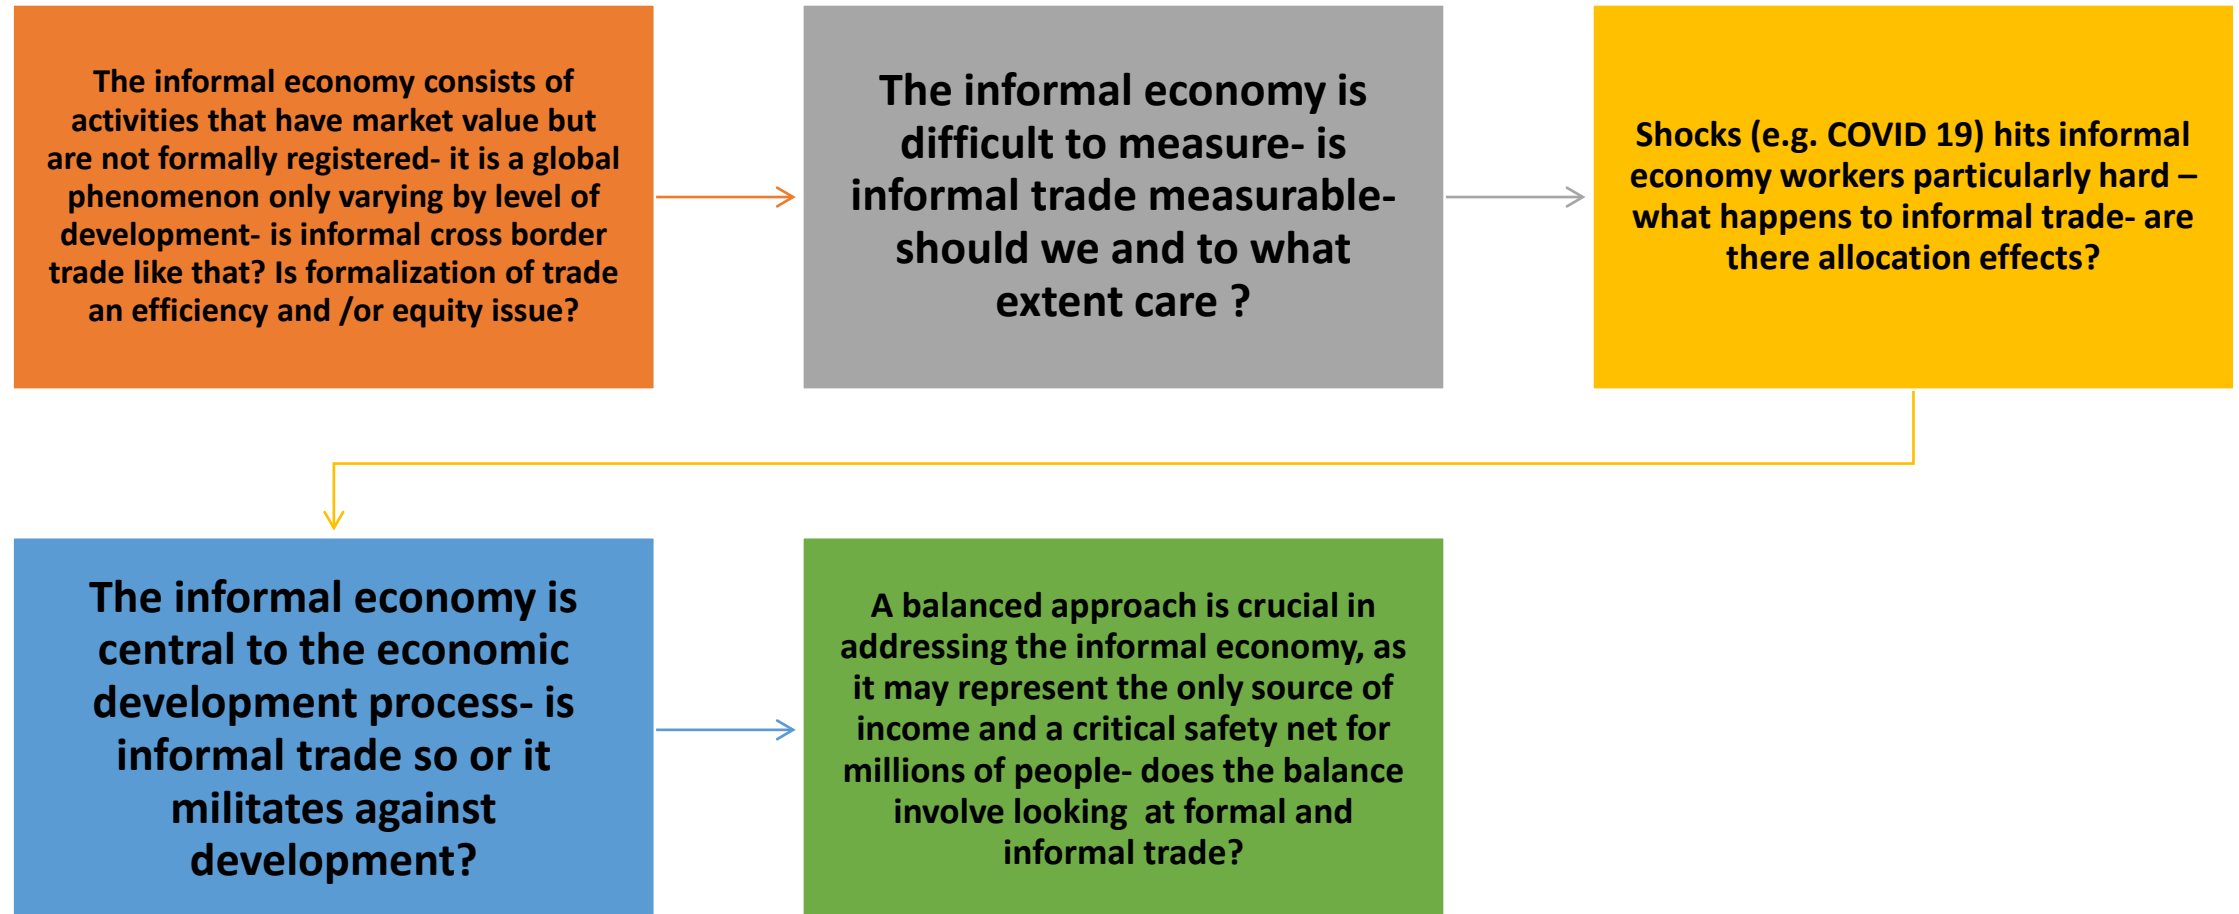 The informal economy consists of
activities that have market value but
are not formally registered- it is a global
phenomenon only varying by level of
development- is informal cross border
trade like that? Is formalization of trade
an efficiency and /or equity issue?
The informal economy is
difficult to measure- is
informal trade measurable-
should we and to what
extent care ?
Shocks (e.g. COVID 19) hits informal
economy workers particularly hard –
what happens to informal trade- are
there allocation effects?
The informal economy is
central to the economic
development process- is
informal trade so or it
militates against
development?
A balanced approach is crucial in
addressing the informal economy, as
it may represent the only source of
income and a critical safety net for
millions of people- does the balance
involve looking  at formal and
informal trade?